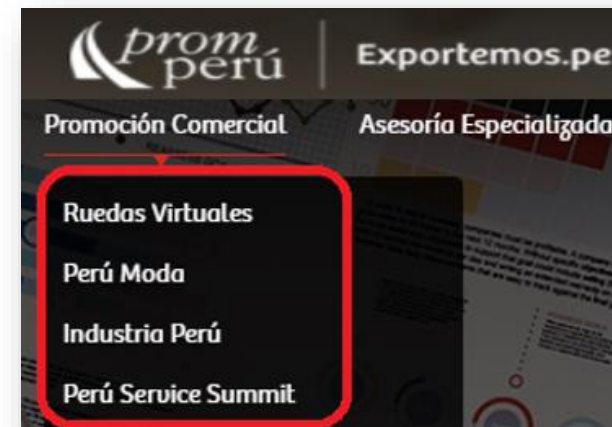 prom
perú
Exportemos.pe
Promoción Comercial
Asesoría Especializada
Ruedas Virtuales
Perú Moda
Industria Perú
Perú Service Summit